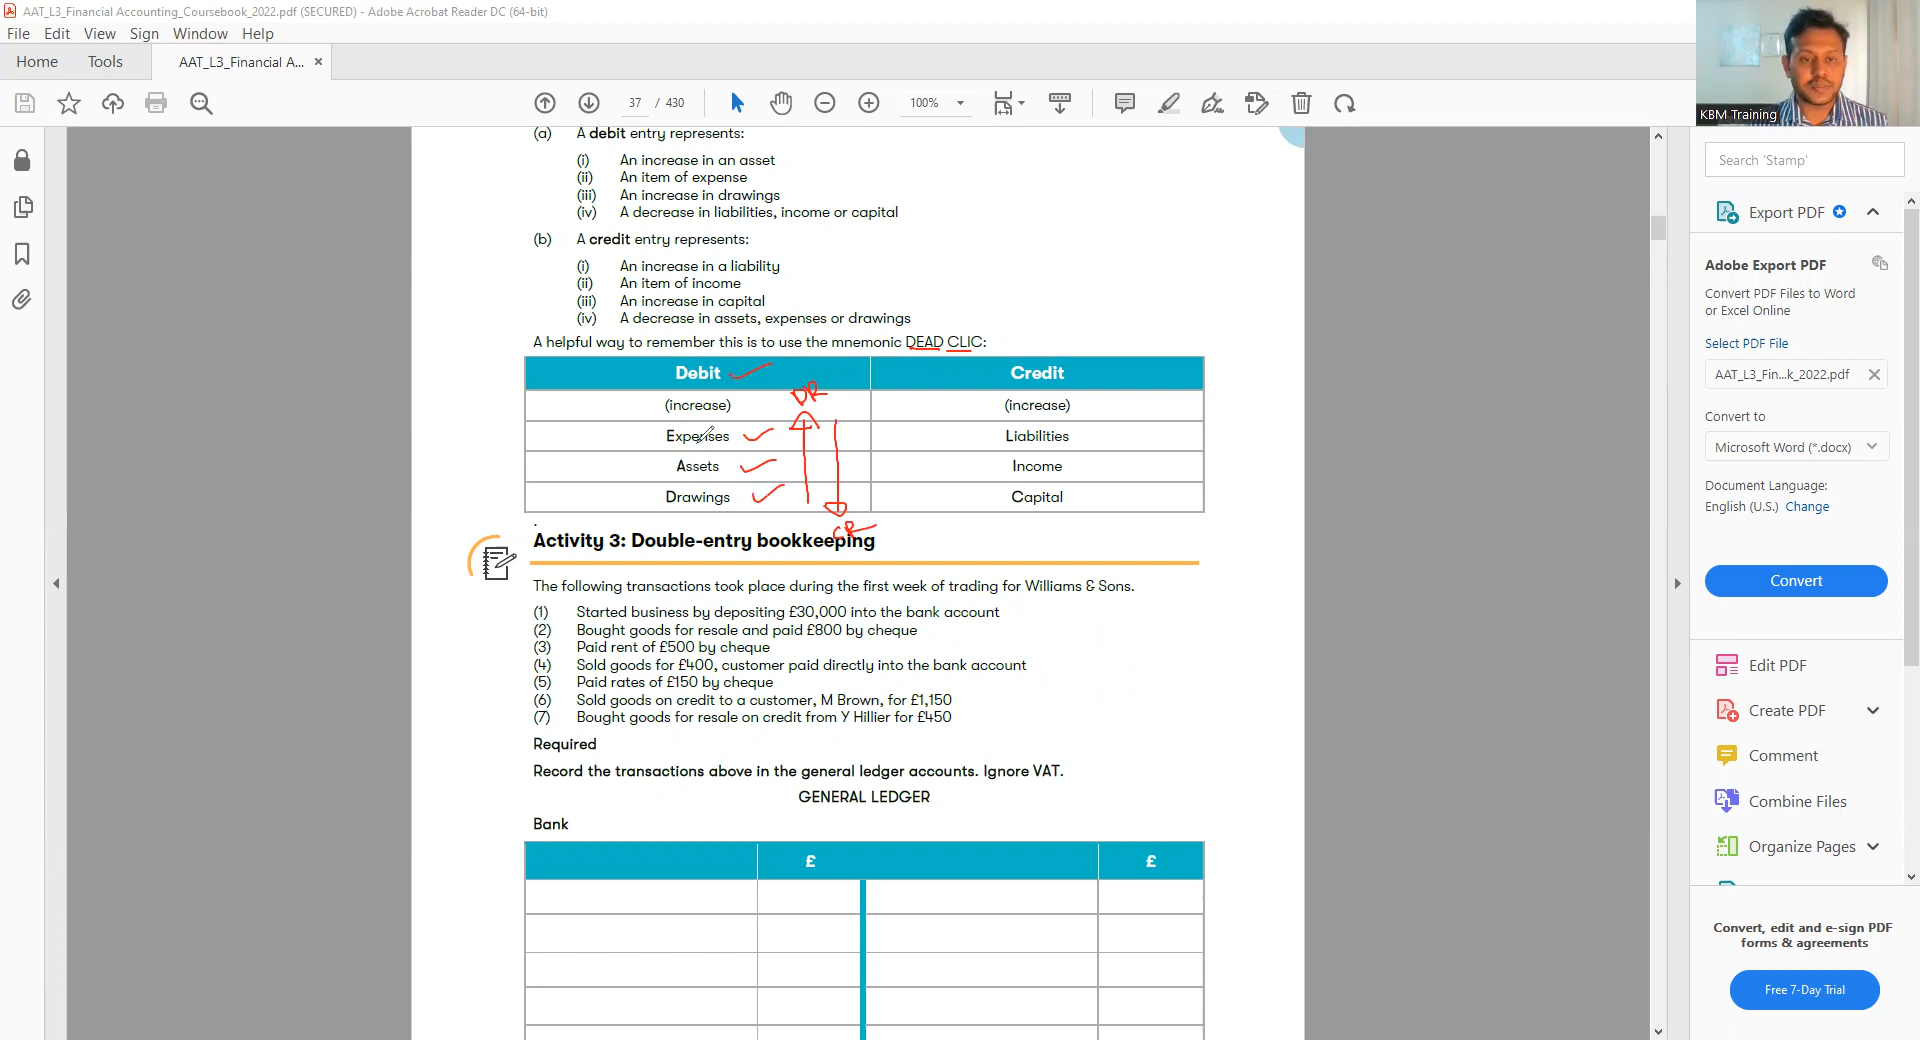 AAT_L3_Financial Accounting_Coursebook_2022.pdf (SECURED) - Adobe Acrobat Reader DC (64-bit)
File Edit View Sign Window Help
Home Tools AAT_L3_Financial A... ×
37 / 430 100%
KBM Training
(a) A debit entry represents:
(i) An increase in an asset
(ii) An item of expense
(iii) An increase in drawings
(iv) A decrease in liabilities, income or capital
(b) A credit entry represents:
(i) An increase in a liability
(ii) An item of income
(iii) An increase in capital
(iv) A decrease in assets, expenses or drawings
A helpful way to remember this is to use the mnemonic DEAD CLIC:
Debit Credit
DR
(increase) (increase)
Expenses Liabilities
Assets Income
Drawings Capital
CR
Activity 3: Double-entry bookkeeping
The following transactions took place during the first week of trading for Williams & Sons.
(1) Started business by depositing £30,000 into the bank account
(2) Bought goods for resale and paid £800 by cheque
(3) Paid rent of £500 by cheque
(4) Sold goods for £400, customer paid directly into the bank account
(5) Paid rates of £150 by cheque
(6) Sold goods on credit to a customer, M Brown, for £1,150
(7) Bought goods for resale on credit from Y Hillier for £450
Required
Record the transactions above in the general ledger accounts. Ignore VAT.
GENERAL LEDGER
Bank
£ £
Search 'Stamp'
Export PDF
Adobe Export PDF
Convert PDF Files to Word
or Excel Online
Select PDF File
AAT_L3_Fin...k_2022.pdf
Convert to
Microsoft Word (*.docx)
Document Language:
English (U.S.) Change
Convert
Edit PDF
Create PDF
Comment
Combine Files
Organize Pages
Convert, edit and e-sign PDF
forms & agreements
Free 7-Day Trial